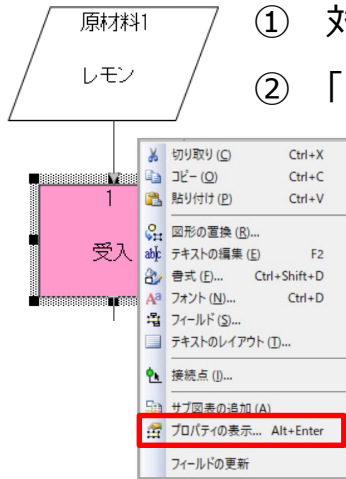 原材料1
レモン
①
② 「
1
受入
切り取り (C) Ctrl+X
コピー (O) Ctrl+C
貼り付け (P) Ctrl+V
図形の置換 (R)...
テキストの編集 (E) F2
書式 (F)... Ctrl+Shift+D
フォント (N)... Ctrl+D
フィールド (S)...
テキストのレイアウト (T)...
接続点 (I)...
サブ図表の追加 (A)
プロパティの表示... Alt+Enter
フィールドの更新